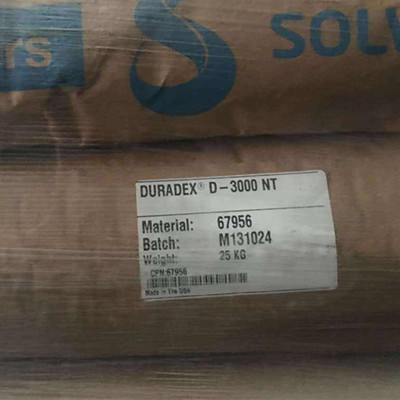 rs
SOLV
DURADEX® D-3000 NT
Material: 67956
Batch: M131024
Weight: 25 KG
CPN:67956
Made In The USA